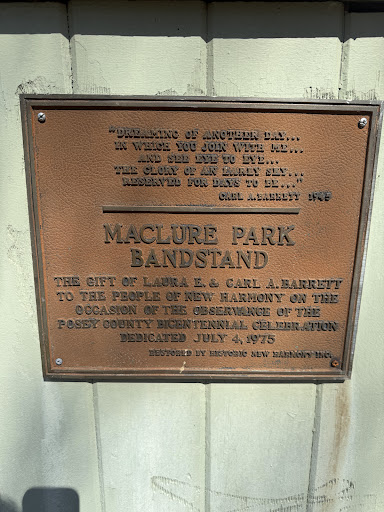 "DREAMING OF ANOTHER DAY...
IN WHICH YOU JOIN WITH ME...
AND SEE EYE TO EYE...
THE GLORY OF AN EARLY SKY...
RESERVED FOR DAYS TO BE..."
CARL A. BARRETT 1945
MACLURE PARK
BANDSTAND
THE GIFT OF LAURA E. & CARL A. BARRETT
TO THE PEOPLE OF NEW HARMONY ON THE
OCCASION OF THE OBSERVANCE OF THE
POSEY COUNTY BICENTENNIAL CELEBRATION
DEDICATED JULY 4, 1975
RESTORED BY HISTORIC NEW HARMONY INC.